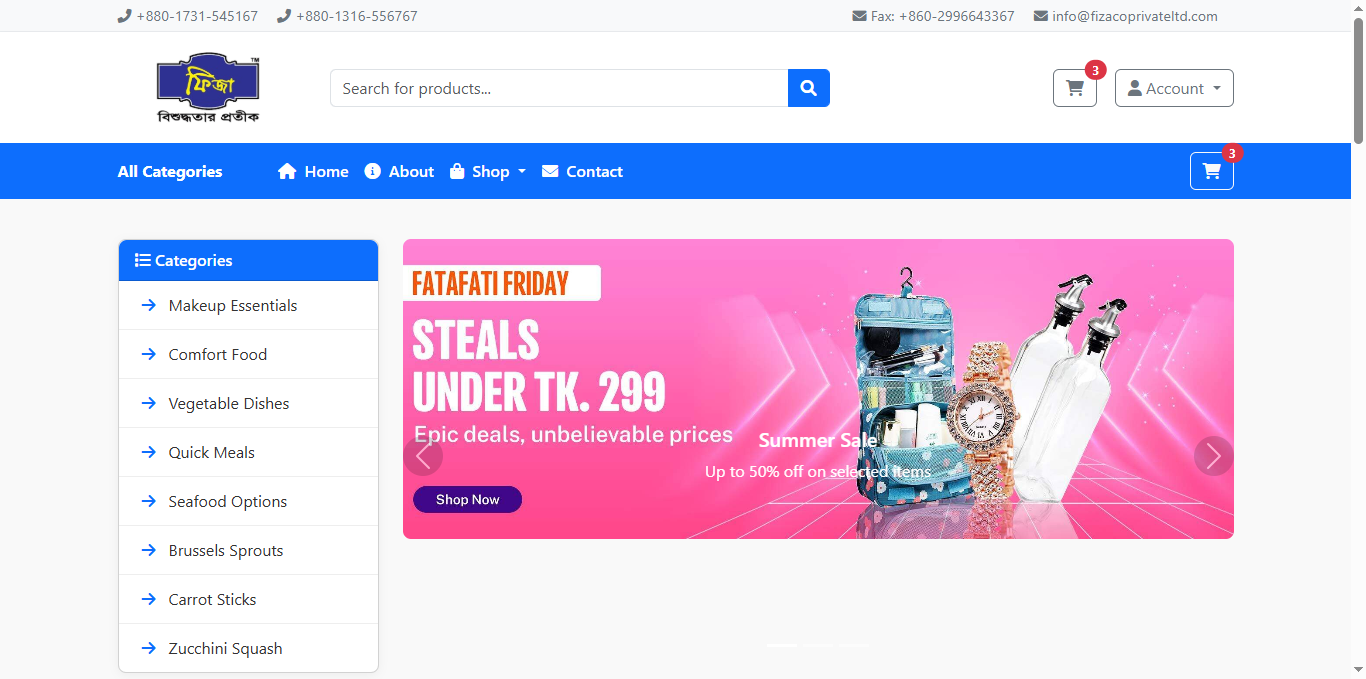 +880-1731-545167 +880-1316-556767 Fax: +860-2996643367 info@fizacoprivateltd.com
ফিজা TM
বিশুদ্ধতার প্রতীক
Search for products...
3
Account
All Categories Home About Shop Contact 3
Categories
Makeup Essentials
Comfort Food
Vegetable Dishes
Quick Meals
Seafood Options
Brussels Sprouts
Carrot Sticks
Zucchini Squash
FATAFATI FRIDAY
STEALS
UNDER TK. 299
Epic deals, unbelievable prices
Summer Sale
Up to 50% off on selected items
Shop Now